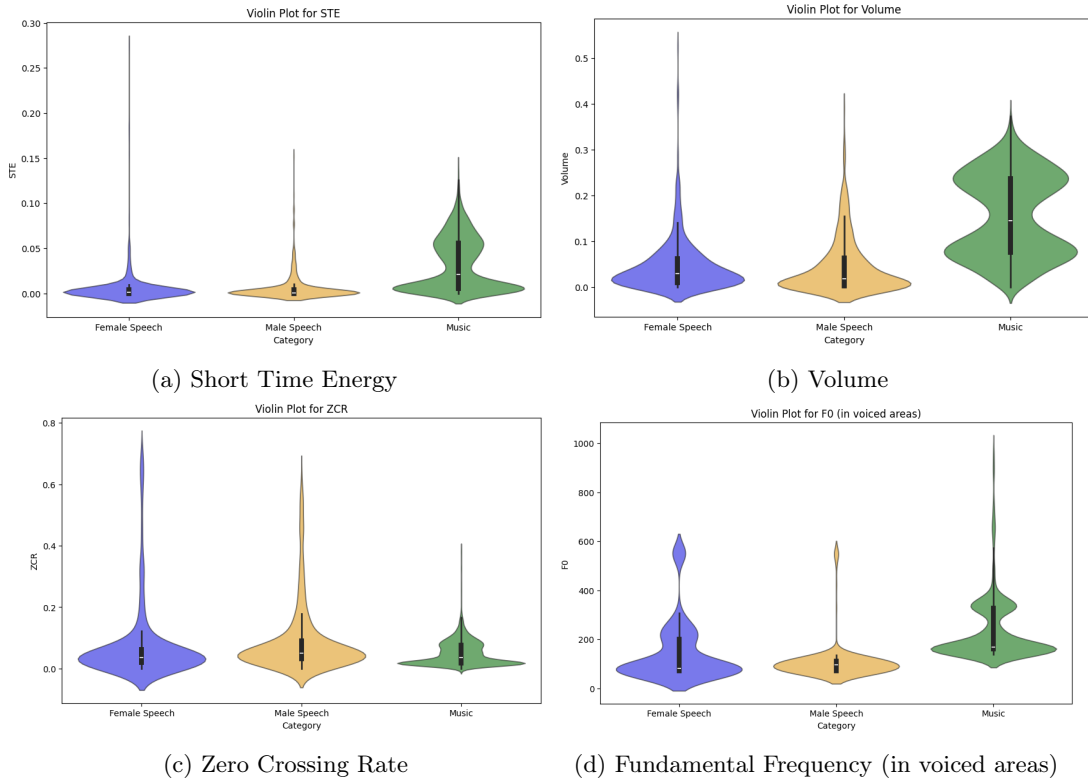 Violin Plot for STE
0.30
0.25
0.20
0.15
0.10
0.05
0.00
STE
Female Speech Male Speech Music
Category
(a) Short Time Energy
Violin Plot for Volume
0.5
0.4
0.3
0.2
0.1
0.0
Volume
Female Speech Male Speech Music
Category
(b) Volume
Violin Plot for ZCR
0.8
0.6
0.4
0.2
0.0
ZCR
Female Speech Male Speech Music
Category
(c) Zero Crossing Rate
Violin Plot for F0 (in voiced areas)
1000
800
600
400
200
0
F0
Female Speech Male Speech Music
Category
(d) Fundamental Frequency (in voiced areas)